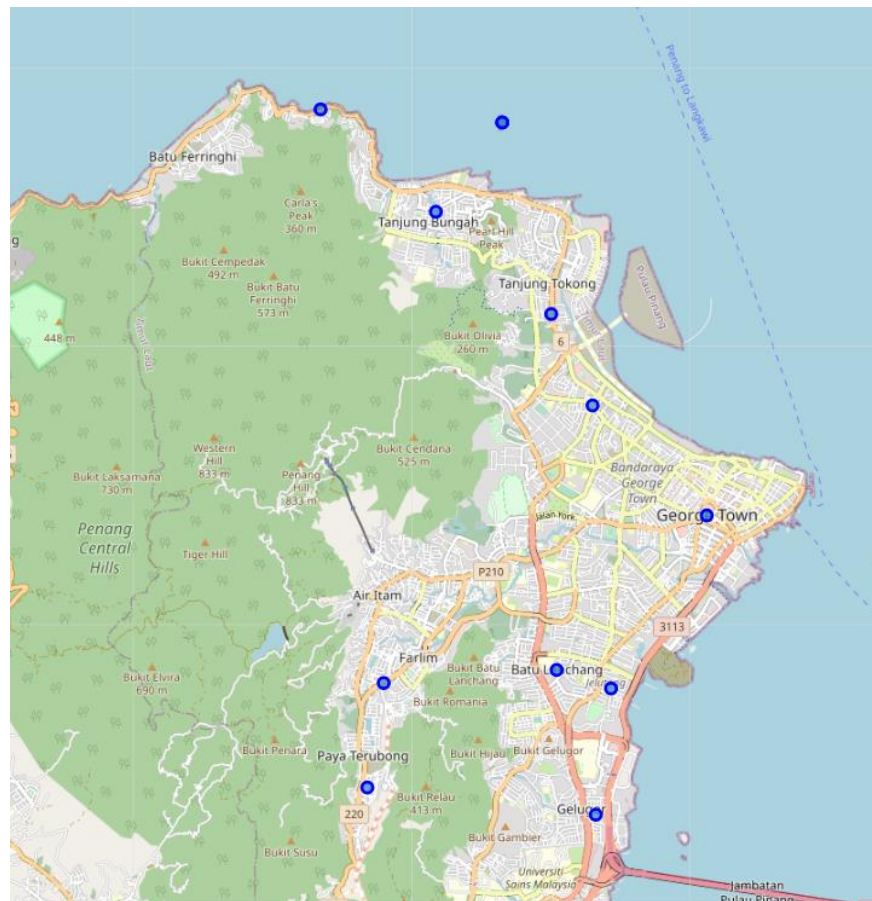 Penang to Langkawi
Batu Ferringhi
Carla's
Peak
360 m
Tanjung Bungah
Pearl Hill
Peak
Bukit Cempedak
492 m
Bukit Batu
Ferringhi
573 m
Tanjung Tokong
Pulau Pinang
448 m
Timur Laut
Bukit Olivia
260 m
6
Western
Hill
833 m
Bukit Cendana
525 m
Bukit Laksamana
730 m
Penang
Hill
833 m
Bandaraya
George
Town
Penang
Central
Hills
Jalan York
George Town
Tiger Hill
P210
Air Itam
3113
Farlim
Bukit Batu
Lanchang
Batu Lanchang
Jelutong
Bukit Elvira
690 m
Bukit Romania
Bukit Penara
Paya Terubong
Bukit Hijau
Bukit Gelugor
220
Bukit Relau
413 m
Gelugor
Bukit Gambier
Bukit Susu
Universiti
Sains Malaysia
Jambatan
Pulau Pinang